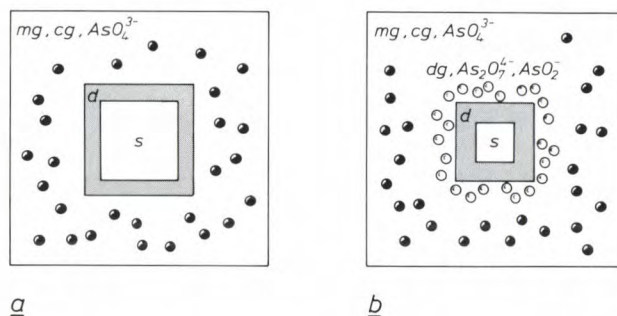 mg, cg, AsO₄³⁻
d
s
a
mg, cg, AsO₄³⁻
dg, As₂O₇⁴⁻, AsO₂⁻
d
s
b